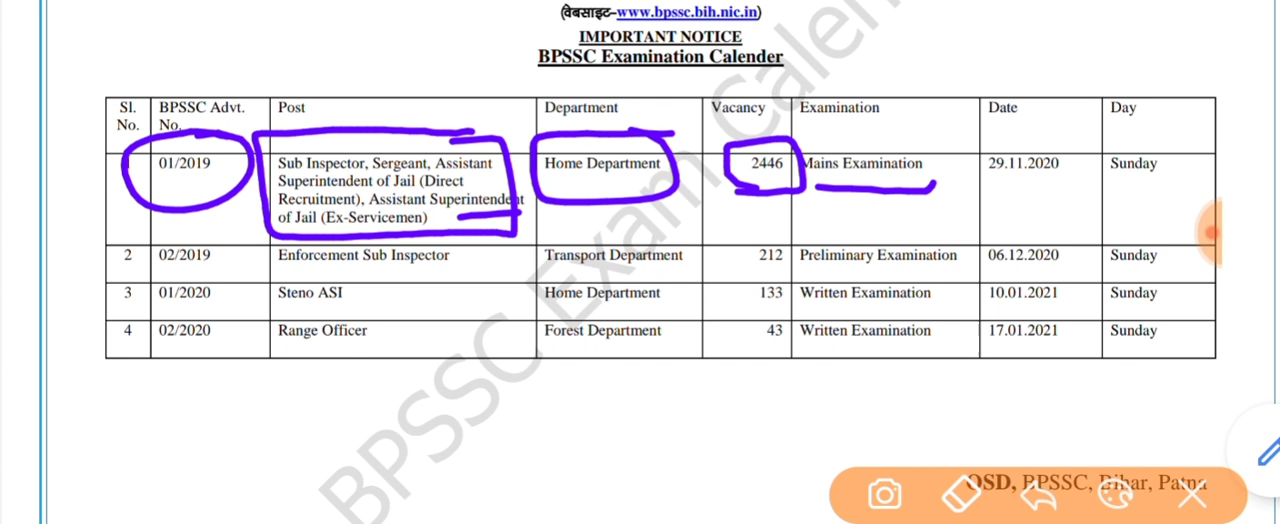 (वेबसाइट–www.bpssc.bih.nic.in)
IMPORTANT NOTICE
BPSSC Examination Calender
Sl. No. BPSSC Advt. No. Post Department Vacancy Examination Date Day
01/2019 Sub Inspector, Sergeant, Assistant Home Department 2446 Mains Examination 29.11.2020 Sunday
Superintendent of Jail (Direct
Recruitment), Assistant Superintendent
of Jail (Ex-Servicemen)
2 02/2019 Enforcement Sub Inspector Transport Department 212 Preliminary Examination 06.12.2020 Sunday
3 01/2020 Steno ASI Home Department 133 Written Examination 10.01.2021 Sunday
4 02/2020 Range Officer Forest Department 43 Written Examination 17.01.2021 Sunday
BPSSC Exam Calen
OSD, BPSSC, Bihar, Patna